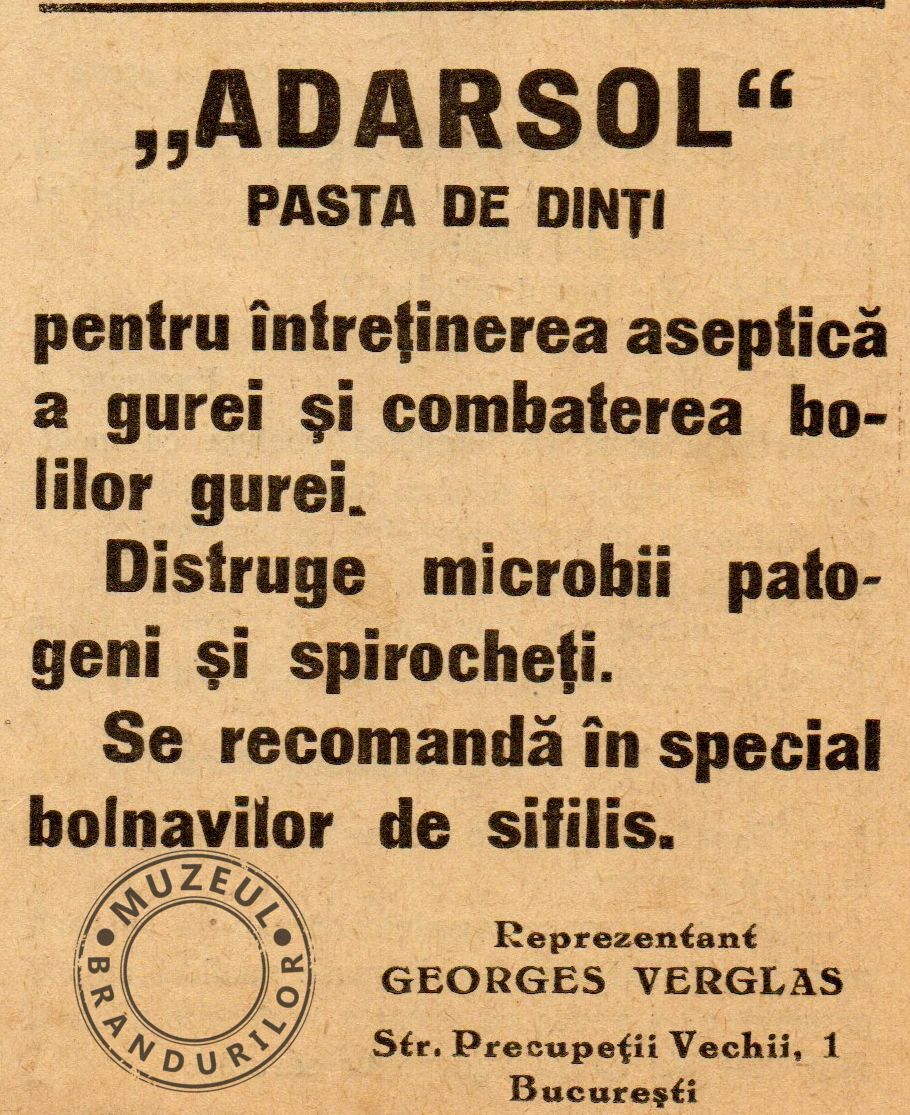 „ADARSOL“
PASTA DE DINȚI
pentru întreținerea aseptică
a gurei și combaterea bo-
lilor gurei.
Distruge microbii pato-
geni și spirocheți.
Se recomandă în special
bolnavilor de sifilis.
MUZEUL
BRANDURILOR
Reprezentant
GEORGES VERGLAS
Str. Precupeții Vechii, 1
București